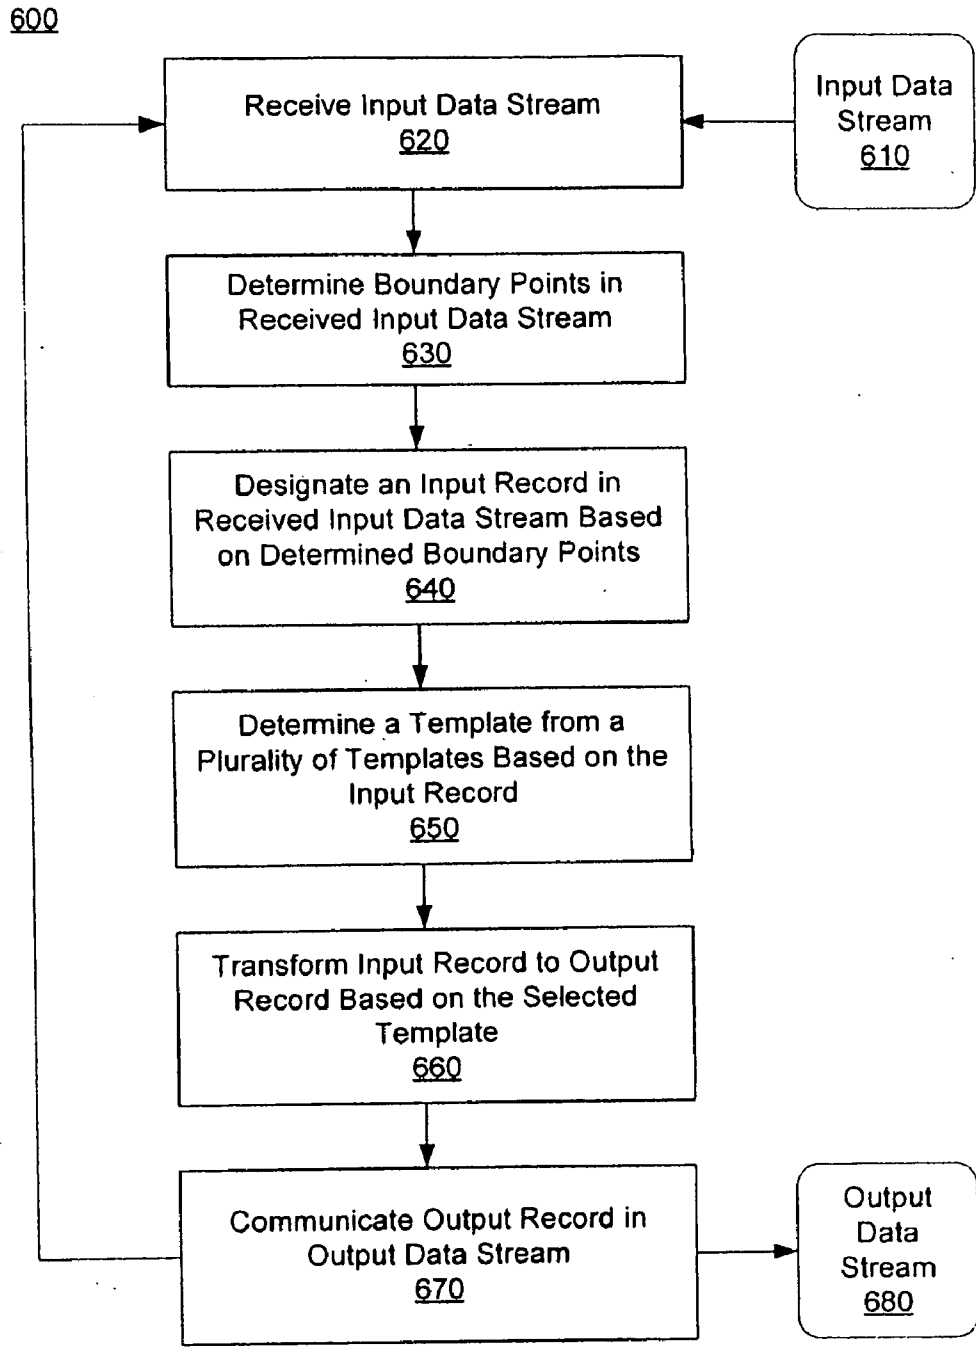 600
Receive Input Data Stream
620
Input Data
Stream
610
Determine Boundary Points in
Received Input Data Stream
630
Designate an Input Record in
Received Input Data Stream Based
on Determined Boundary Points
640
Determine a Template from a
Plurality of Templates Based on the
Input Record
650
Transform Input Record to Output
Record Based on the Selected
Template
660
Communicate Output Record in
Output Data Stream
670
Output
Data
Stream
680